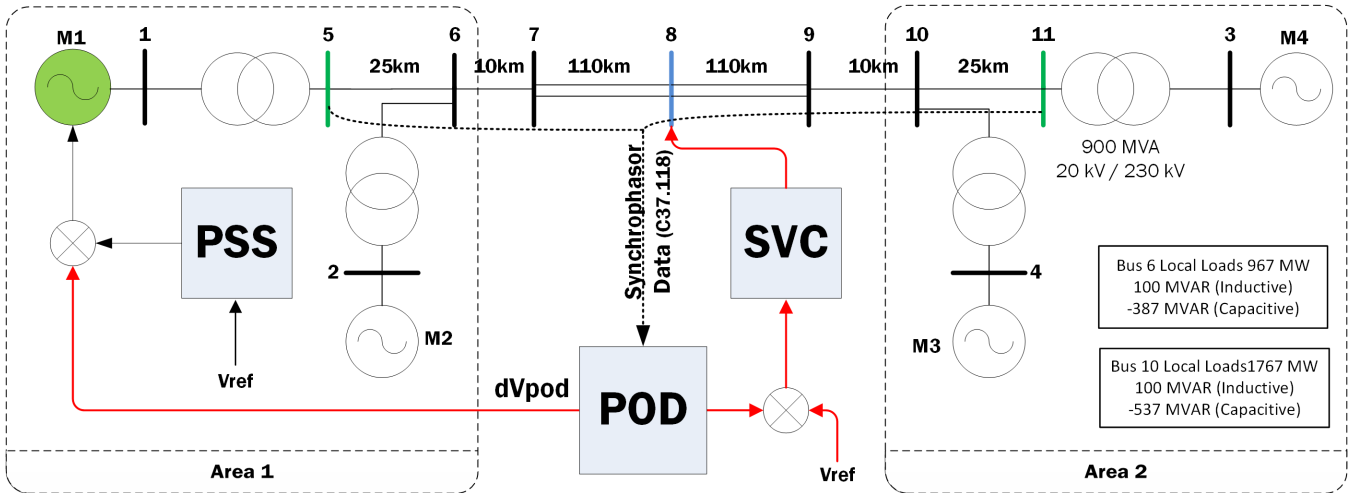 M1
1
5
6
7
8
9
10
11
3
M4
25km
10km
110km
110km
10km
25km
900 MVA
20 kV / 230 kV
Synchrophasor
Data (C37.118)
PSS
SVC
2
4
M2
M3
Vref
Bus 6 Local Loads 967 MW
100 MVAR (Inductive)
-387 MVAR (Capacitive)
Bus 10 Local Loads1767 MW
100 MVAR (Inductive)
-537 MVAR (Capacitive)
dVpod
POD
Vref
Area 1
Area 2